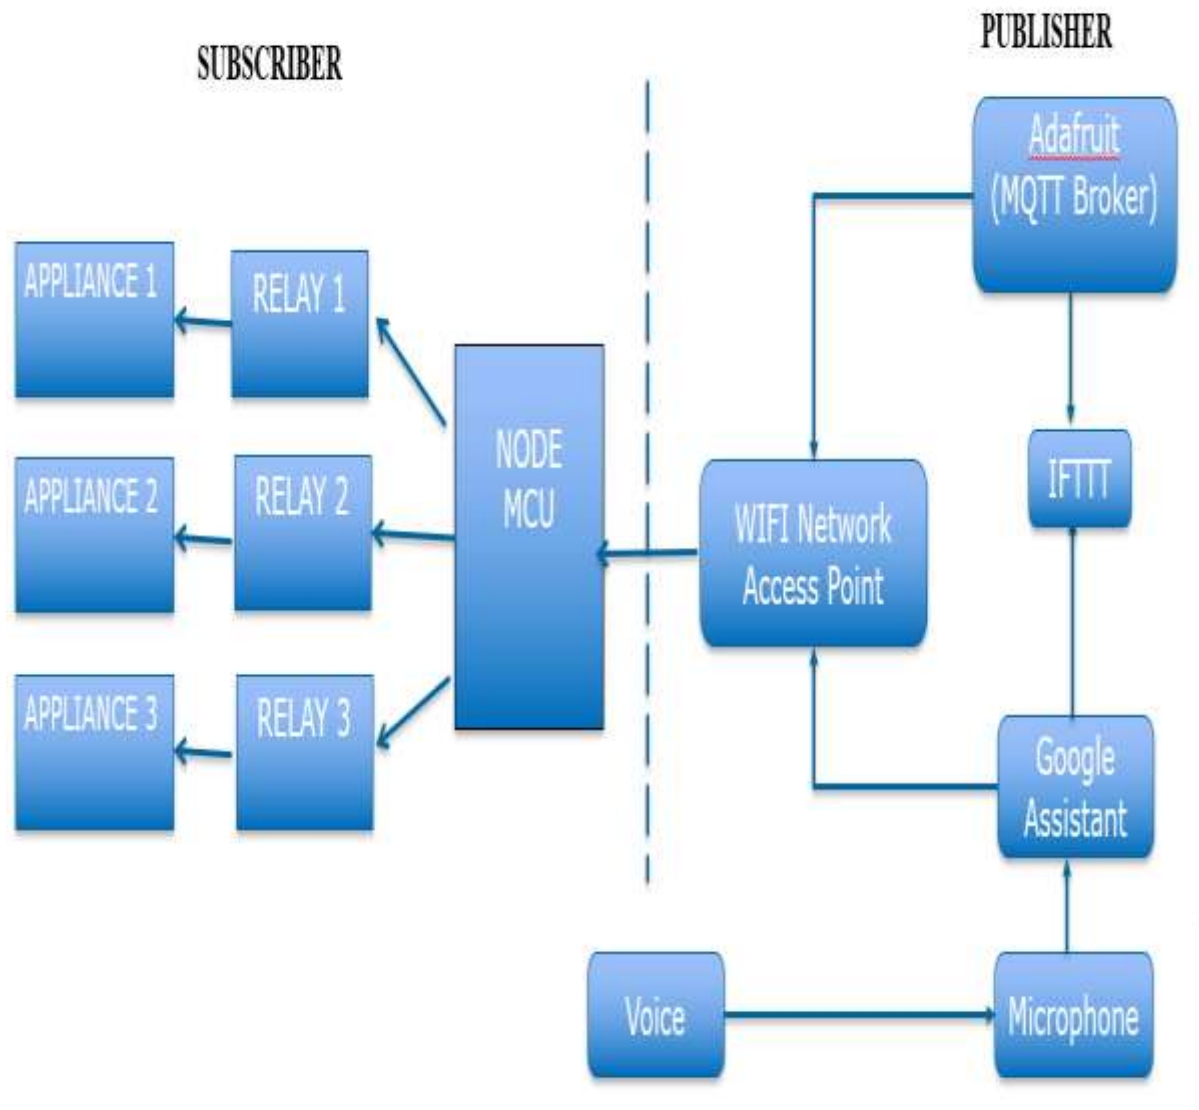 SUBSCRIBER
PUBLISHER
Adafruit
(MQTT Broker)
APPLIANCE 1
RELAY 1
NODE
MCU
IFTTT
APPLIANCE 2
RELAY 2
WIFI Network
Access Point
APPLIANCE 3
RELAY 3
Google
Assistant
Voice
Microphone